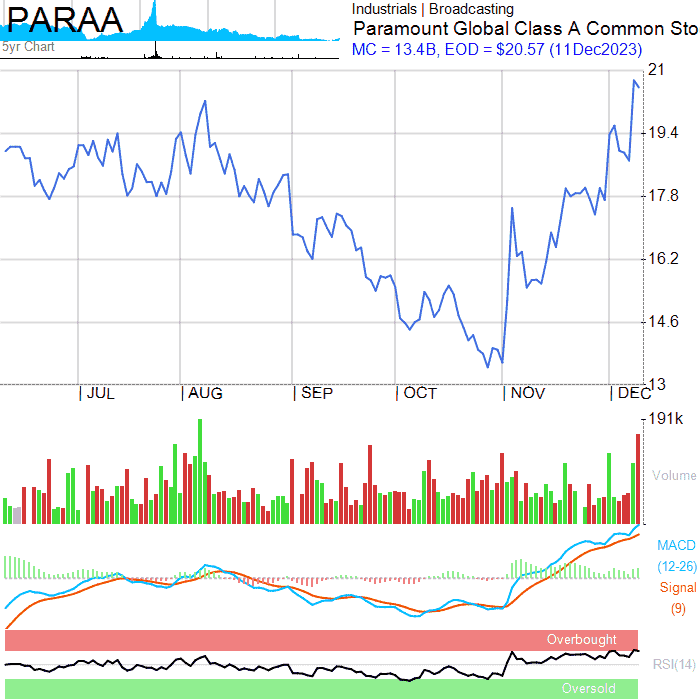 PARAA
5yr Chart
Industrials | Broadcasting
Paramount Global Class A Common Sto
MC = 13.4B, EOD = $20.57 (11Dec2023)
21
19.4
17.8
16.2
14.6
13
JUL AUG SEP OCT NOV DEC
191k
Volume
MACD
(12-26)
Signal
(9)
Overbought
RSI(14)
Oversold